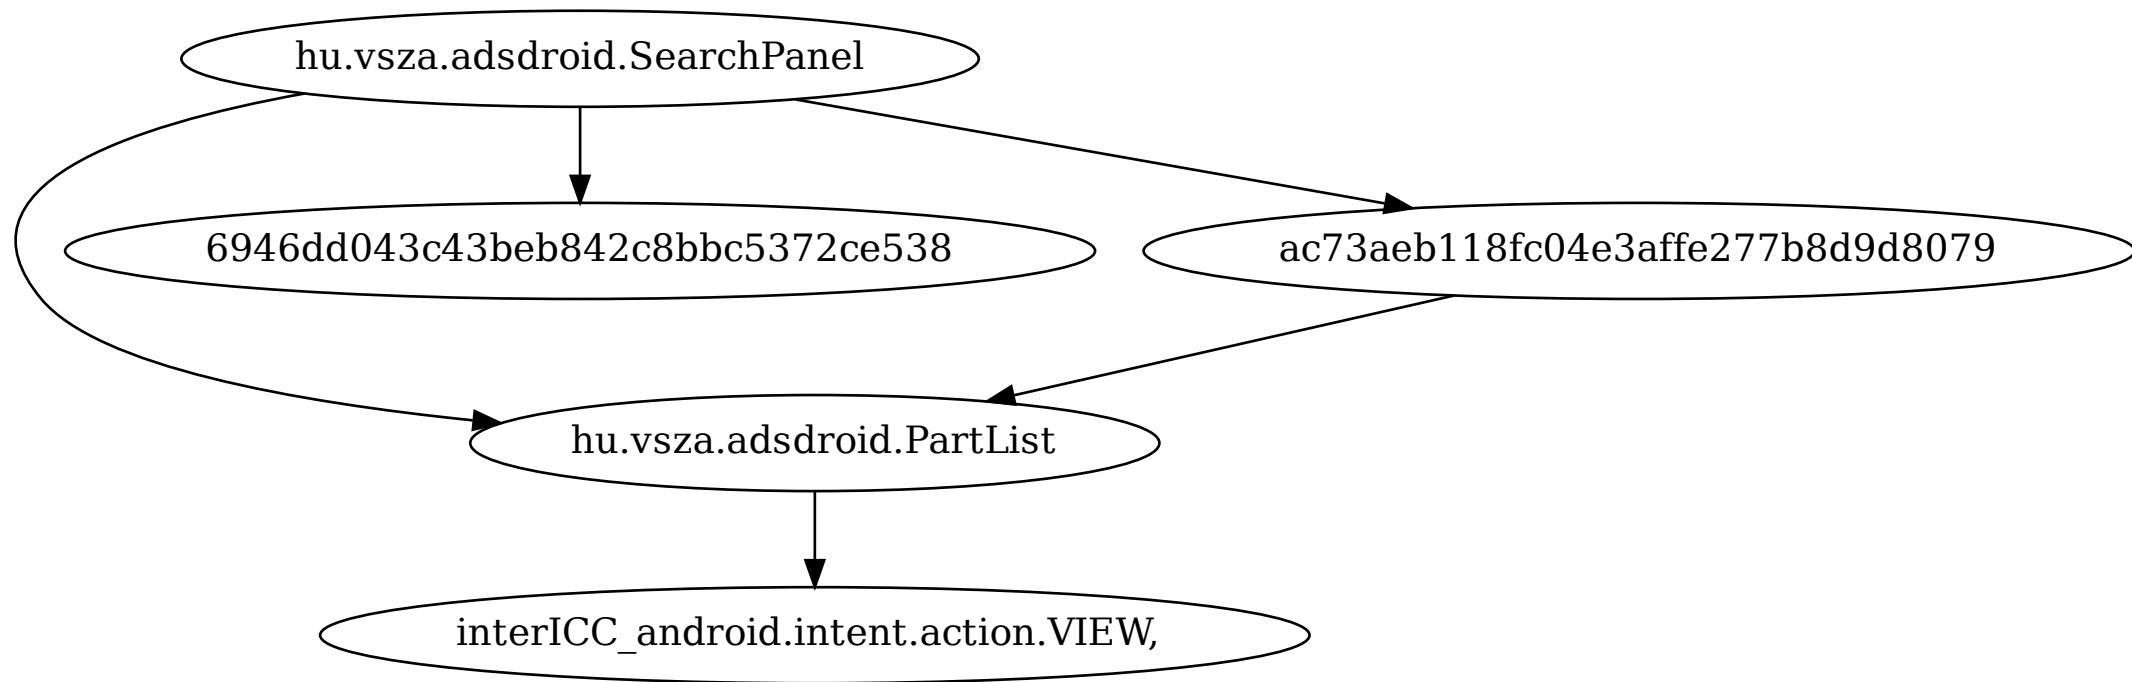 hu.vsza.adsdroid.SearchPanel
6946dd043c43beb842c8bbc5372ce538
ac73aeb118fc04e3affe277b8d9d8079
hu.vsza.adsdroid.PartList
interICC_android.intent.action.VIEW,